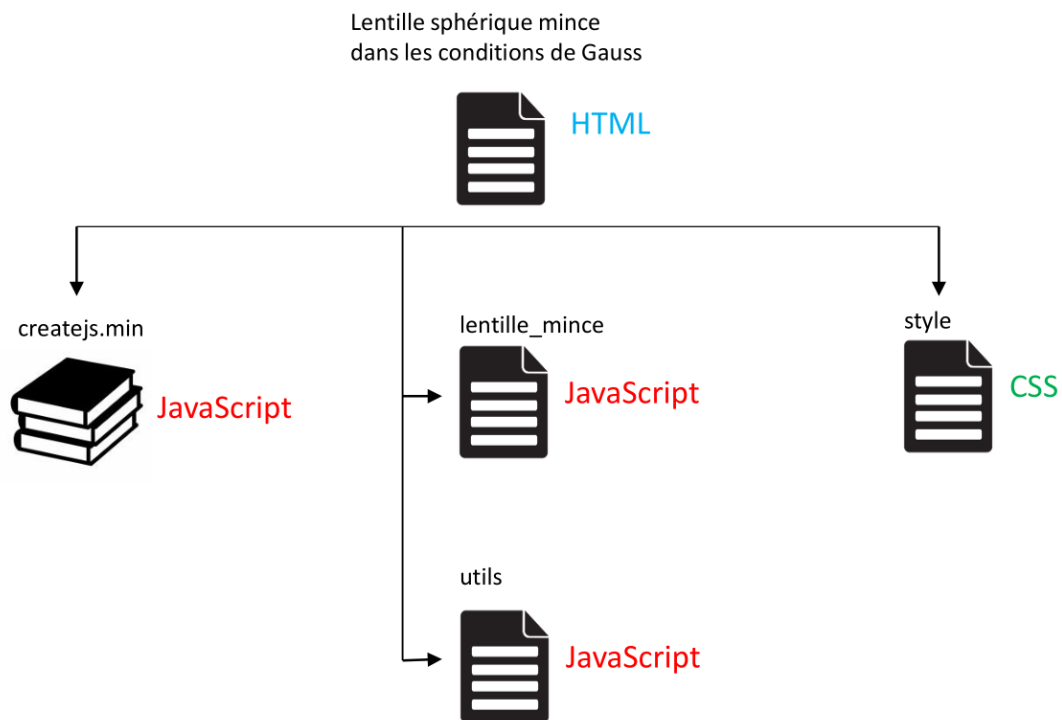 Lentille sphérique mince
dans les conditions de Gauss
HTML
createjs.min
JavaScript
lentille_mince
JavaScript
style
CSS
utils
JavaScript